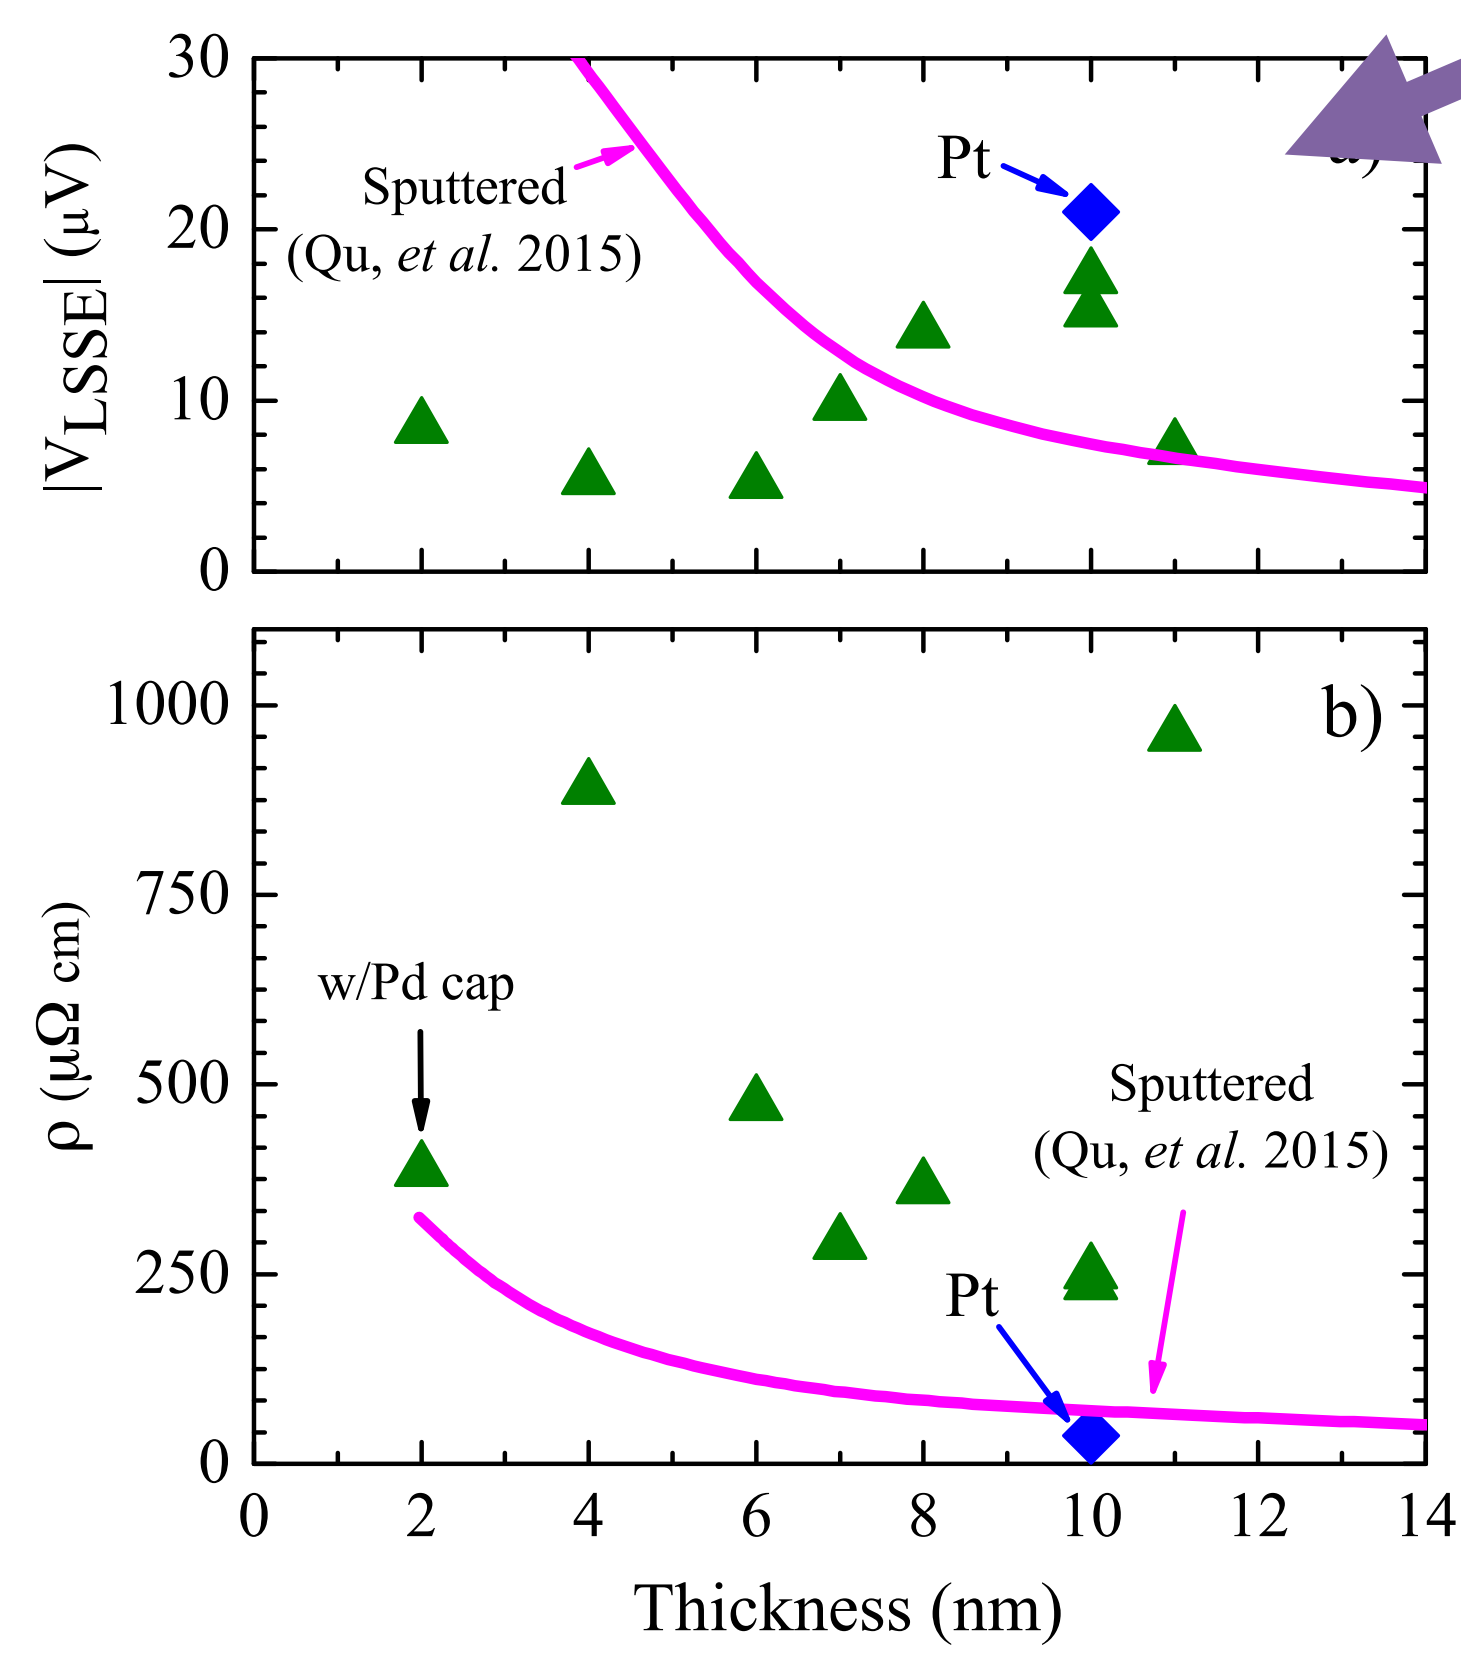 30
20
10
0
|V_LSSE| (μV)
Sputtered
(Qu, et al. 2015)
Pt
1000
750
500
250
0
ρ (μΩ cm)
b)
w/Pd cap
Sputtered
(Qu, et al. 2015)
Pt
0 2 4 6 8 10 12 14
Thickness (nm)